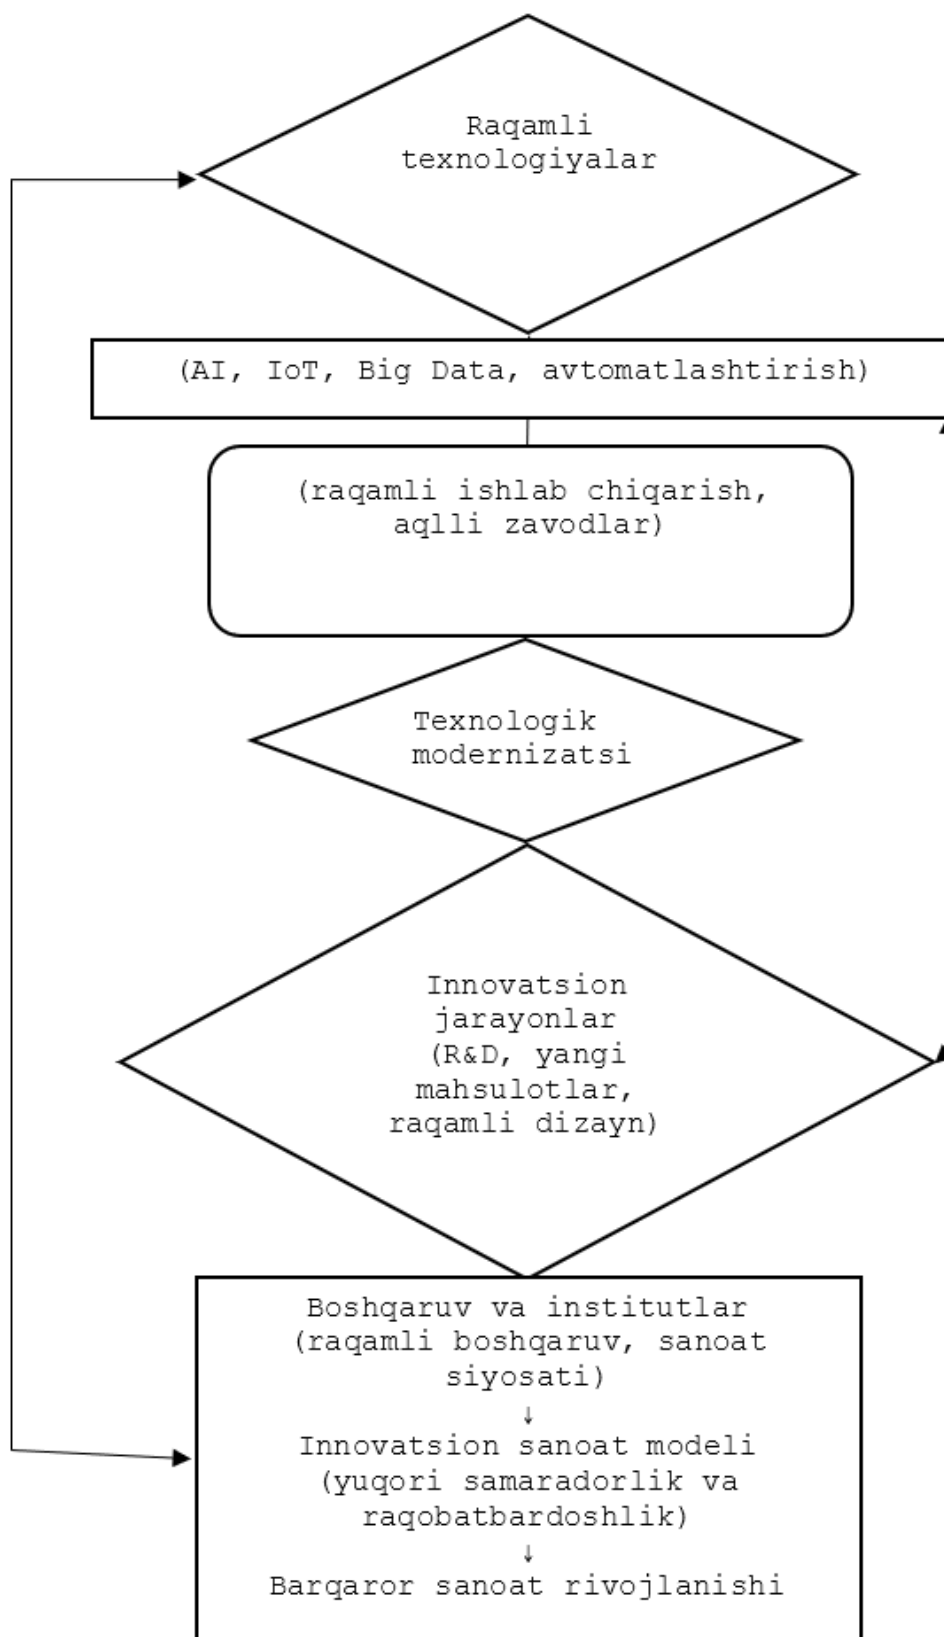 Raqamli
texnologiyalar
(AI, IoT, Big Data, avtomatlashtirish)
(raqamli ishlab chiqarish,
aqlli zavodlar)
Texnologik
modernizatsi
Innovatsion
jarayonlar
(R&D, yangi
mahsulotlar,
raqamli dizayn)
Boshqaruv va institutlar
(raqamli boshqaruv, sanoat
siyosati)
↓
Innovatsion sanoat modeli
(yuqori samaradorlik va
raqobatbardoshlik)
↓
Barqaror sanoat rivojlanishi